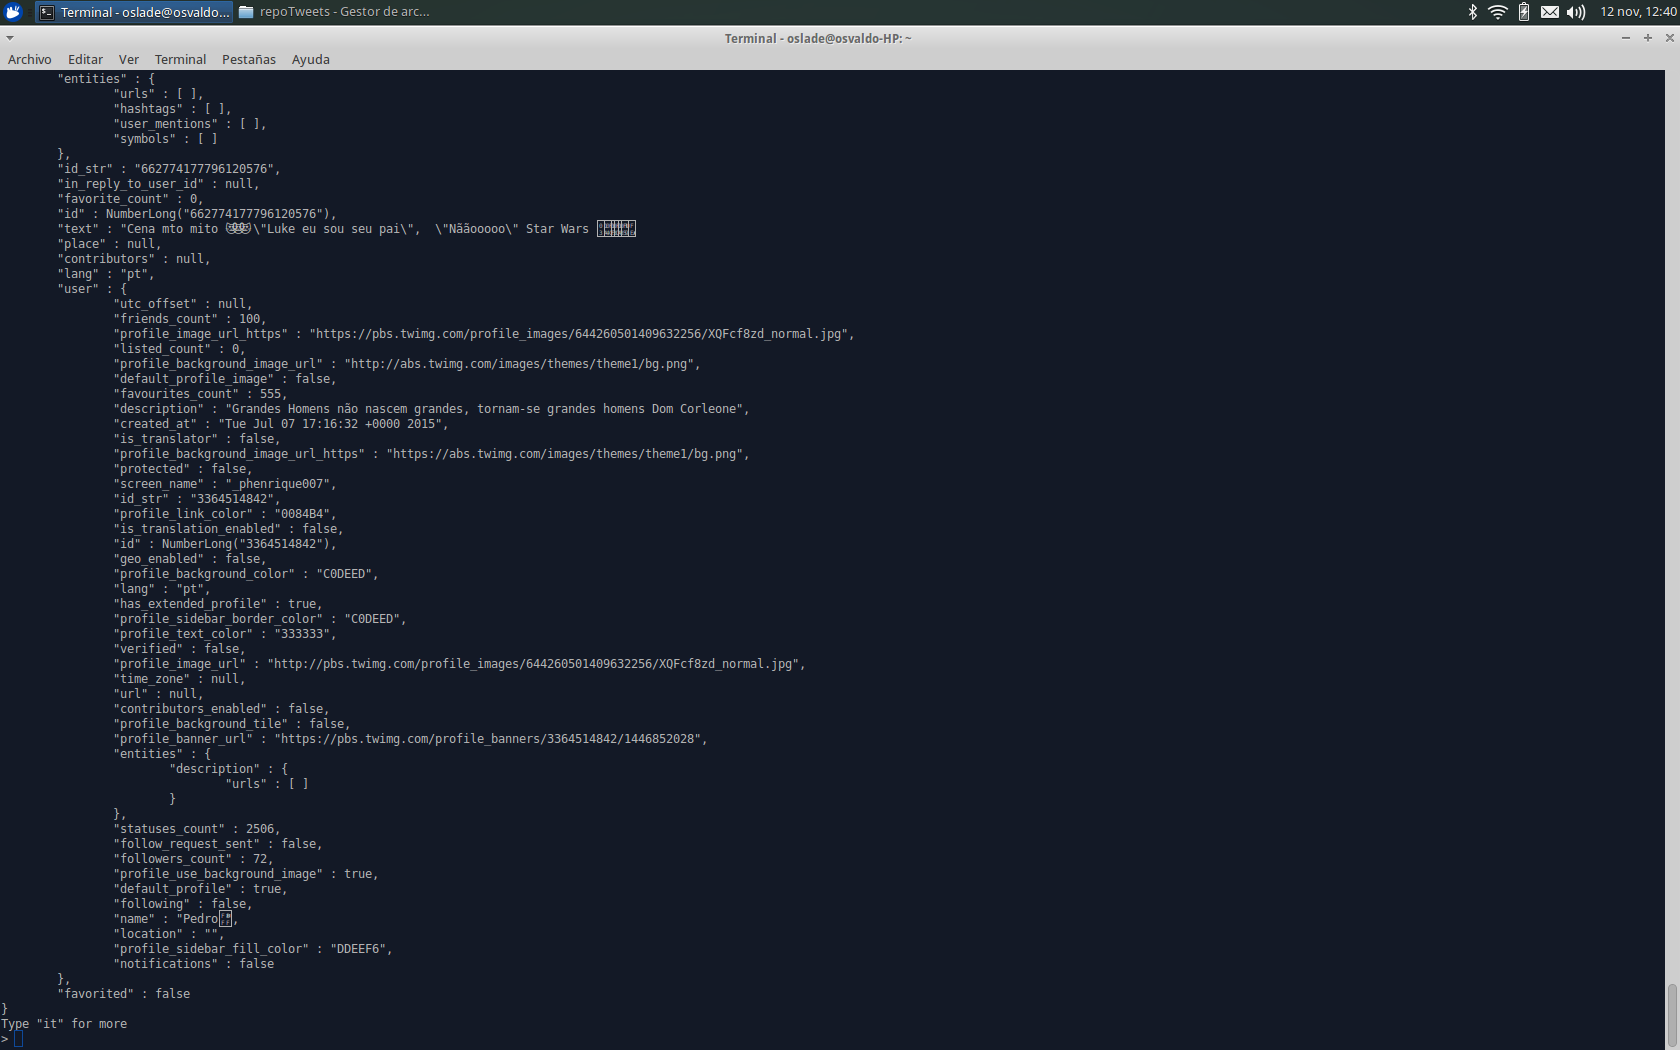 Terminal - oslade@osvaldo... repoTweets - Gestor de arc... 12 nov, 12:40
Terminal - oslade@osvaldo-HP: ~
Archivo Editar Ver Terminal Pestañas Ayuda
"entities" : {
"urls" : [ ],
"hashtags" : [ ],
"user_mentions" : [ ],
"symbols" : [ ]
},
"id_str" : "662774177796120576",
"in_reply_to_user_id" : null,
"favorite_count" : 0,
"id" : NumberLong("662774177796120576"),
"text" : "Cena mto mito \"Luke eu sou seu pai\",  \"Nããooooo\" Star Wars
"place" : null,
"contributors" : null,
"lang" : "pt",
"user" : {
"utc_offset" : null,
"friends_count" : 100,
"profile_image_url_https" : "https://pbs.twimg.com/profile_images/644260501409632256/XQFcf8zd_normal.jpg",
"listed_count" : 0,
"profile_background_image_url" : "http://abs.twimg.com/images/themes/theme1/bg.png",
"default_profile_image" : false,
"favourites_count" : 555,
"description" : "Grandes Homens não nascem grandes, tornam-se grandes homens Dom Corleone",
"created_at" : "Tue Jul 07 17:16:32 +0000 2015",
"is_translator" : false,
"profile_background_image_url_https" : "https://abs.twimg.com/images/themes/theme1/bg.png",
"protected" : false,
"screen_name" : "_phenrique007",
"id_str" : "3364514842",
"profile_link_color" : "0084B4",
"is_translation_enabled" : false,
"id" : NumberLong("3364514842"),
"geo_enabled" : false,
"profile_background_color" : "C0DEED",
"lang" : "pt",
"has_extended_profile" : true,
"profile_sidebar_border_color" : "C0DEED",
"profile_text_color" : "333333",
"verified" : false,
"profile_image_url" : "http://pbs.twimg.com/profile_images/644260501409632256/XQFcf8zd_normal.jpg",
"time_zone" : null,
"url" : null,
"contributors_enabled" : false,
"profile_background_tile" : false,
"profile_banner_url" : "https://pbs.twimg.com/profile_banners/3364514842/1446852028",
"entities" : {
"description" : {
"urls" : [ ]
}
},
"statuses_count" : 2506,
"follow_request_sent" : false,
"followers_count" : 72,
"profile_use_background_image" : true,
"default_profile" : true,
"following" : false,
"name" : "Pedro ,
"location" : "",
"profile_sidebar_fill_color" : "DDEEF6",
"notifications" : false
},
"favorited" : false
}
Type "it" for more
>